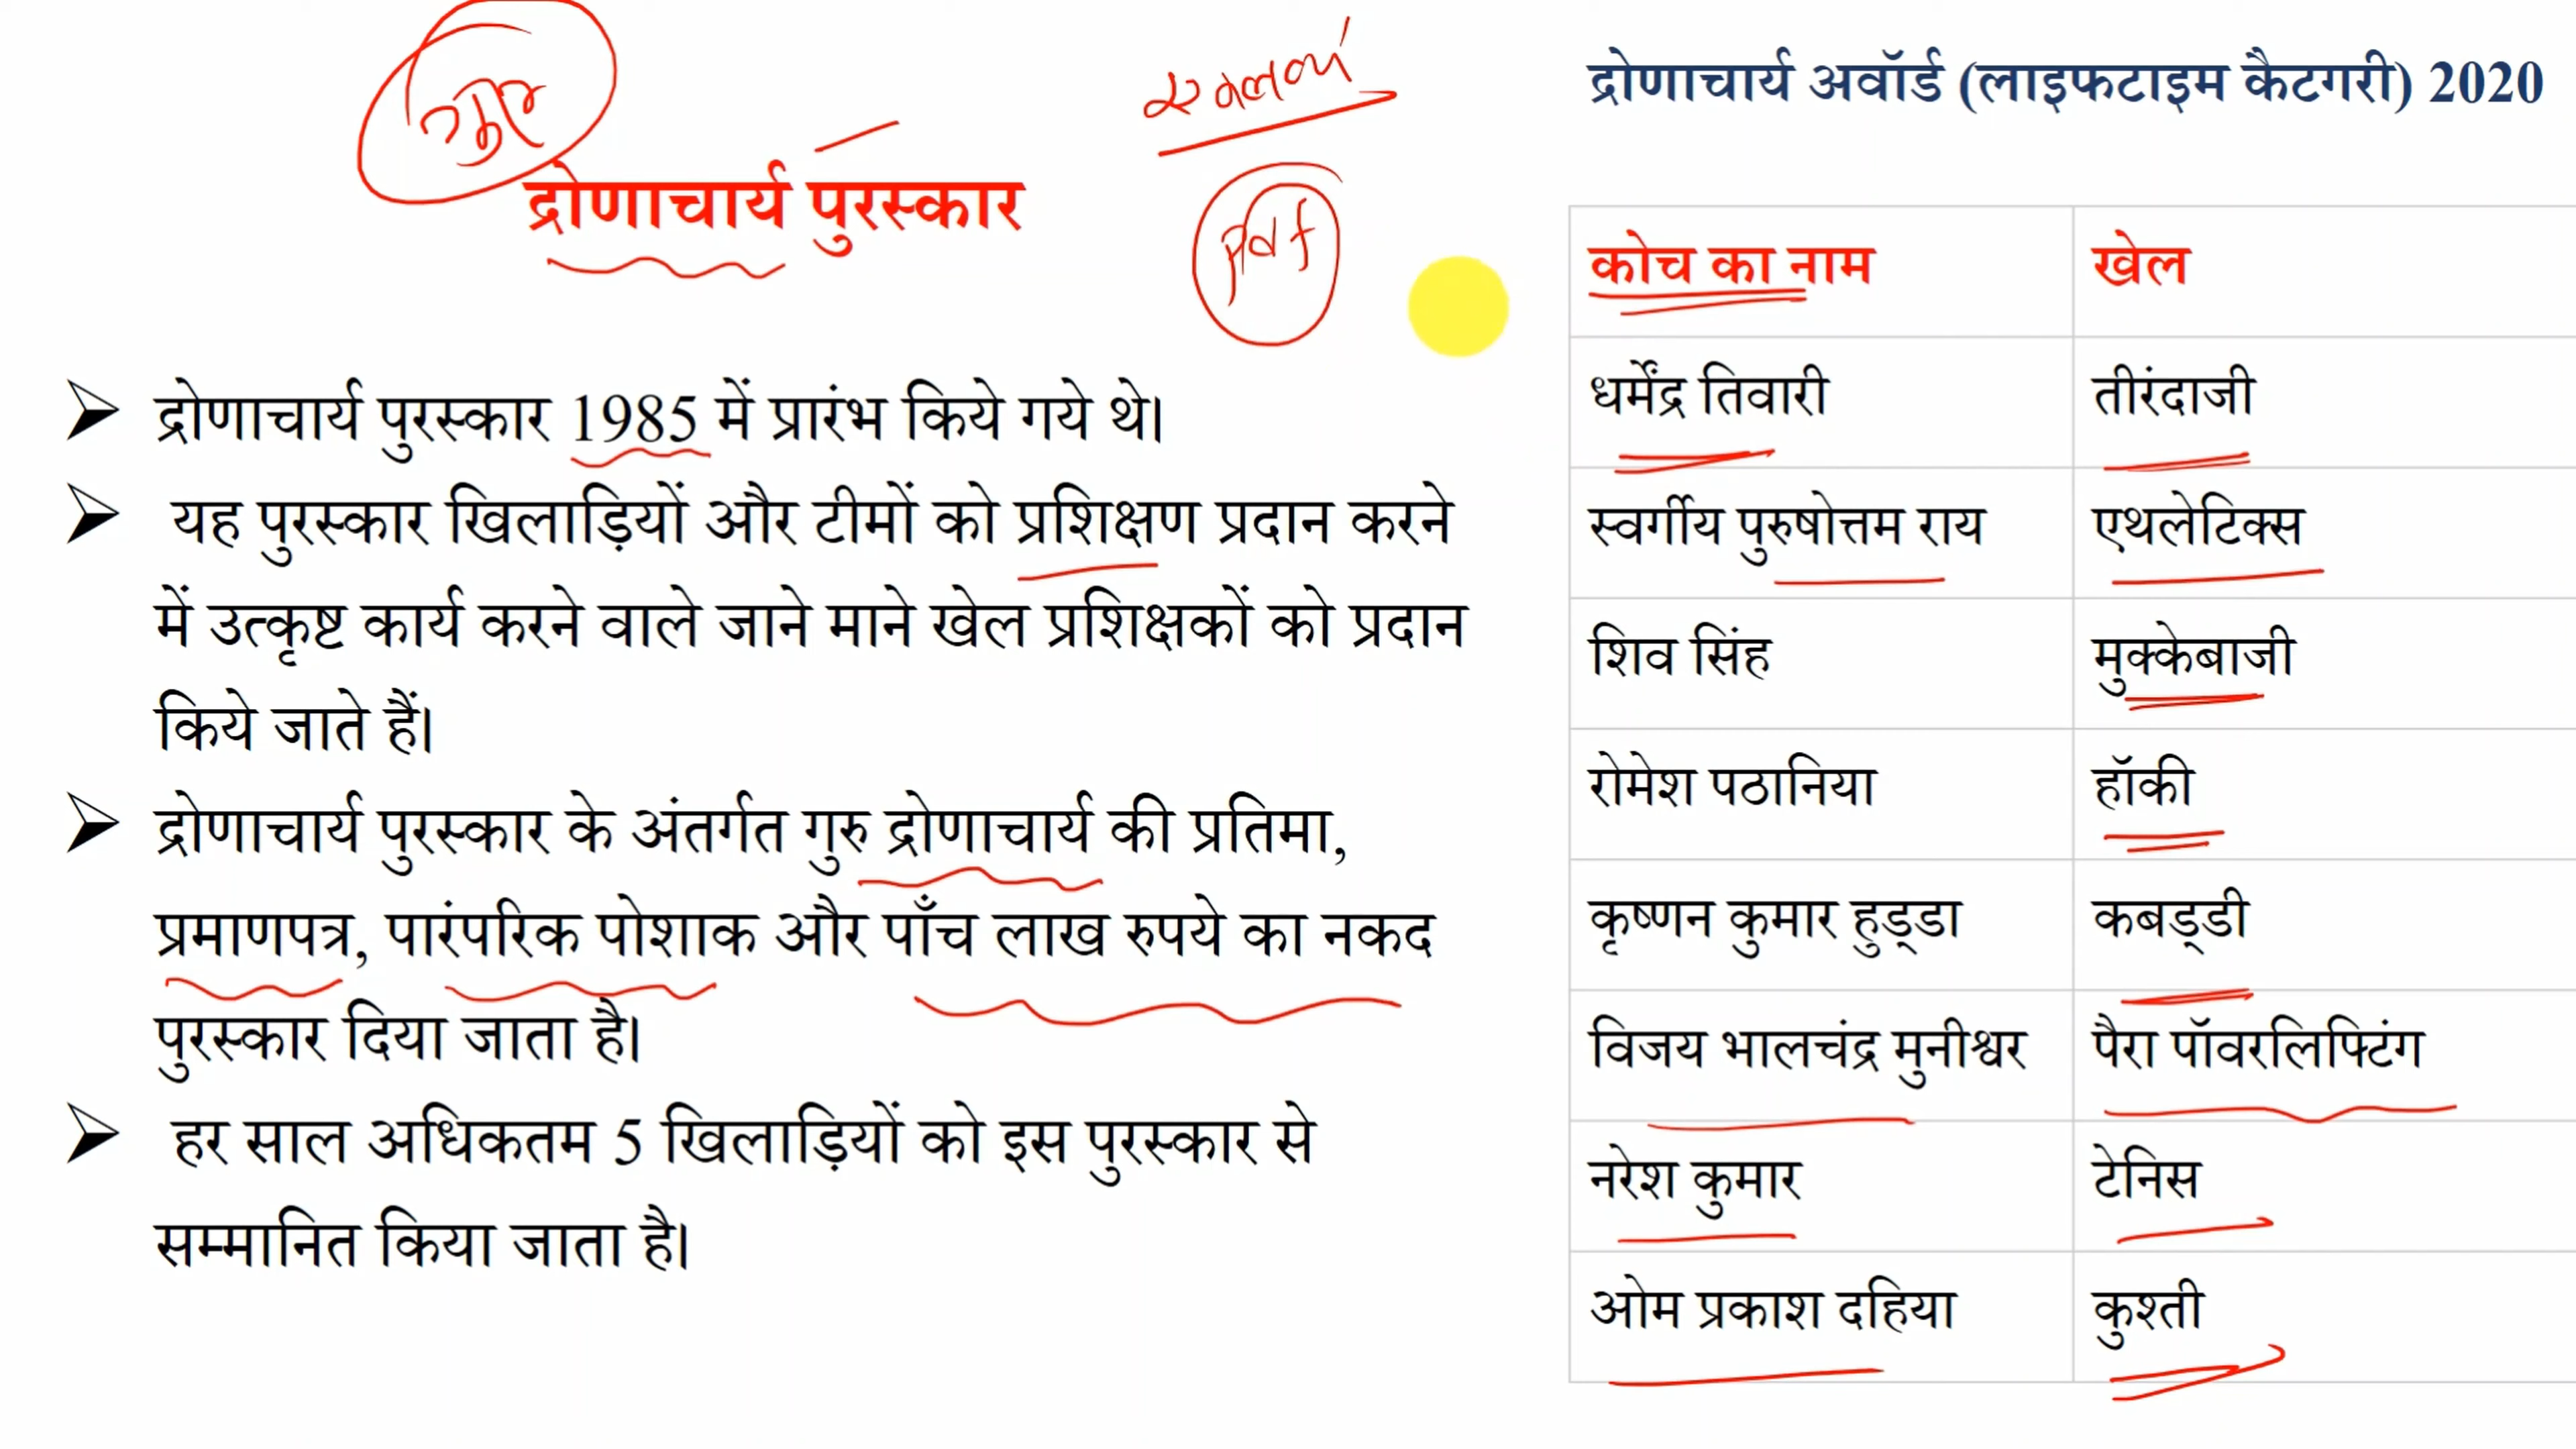 गुरु
pdf
द्रोणाचार्य पुरस्कार
द्रोणाचार्य पुरस्कार 1985 में प्रारंभ किये गये थे।
यह पुरस्कार खिलाड़ियों और टीमों को प्रशिक्षण प्रदान करने
में उत्कृष्ट कार्य करने वाले जाने माने खेल प्रशिक्षकों को प्रदान
किये जाते हैं।
द्रोणाचार्य पुरस्कार के अंतर्गत गुरु द्रोणाचार्य की प्रतिमा,
प्रमाणपत्र, पारंपरिक पोशाक और पाँच लाख रुपये का नकद
पुरस्कार दिया जाता है।
हर साल अधिकतम 5 खिलाड़ियों को इस पुरस्कार से
सम्मानित किया जाता है।
द्रोणाचार्य अवॉर्ड (लाइफटाइम कैटगरी) 2020
कोच का नाम खेल
धर्मेंद्र तिवारी तीरंदाजी
स्वर्गीय पुरुषोत्तम राय एथलेटिक्स
शिव सिंह मुक्केबाजी
रोमेश पठानिया हॉकी
कृष्णन कुमार हुड्डा कबड्डी
विजय भालचंद्र मुनीश्वर पैरा पॉवरलिफ्टिंग
नरेश कुमार टेनिस
ओम प्रकाश दहिया कुश्ती